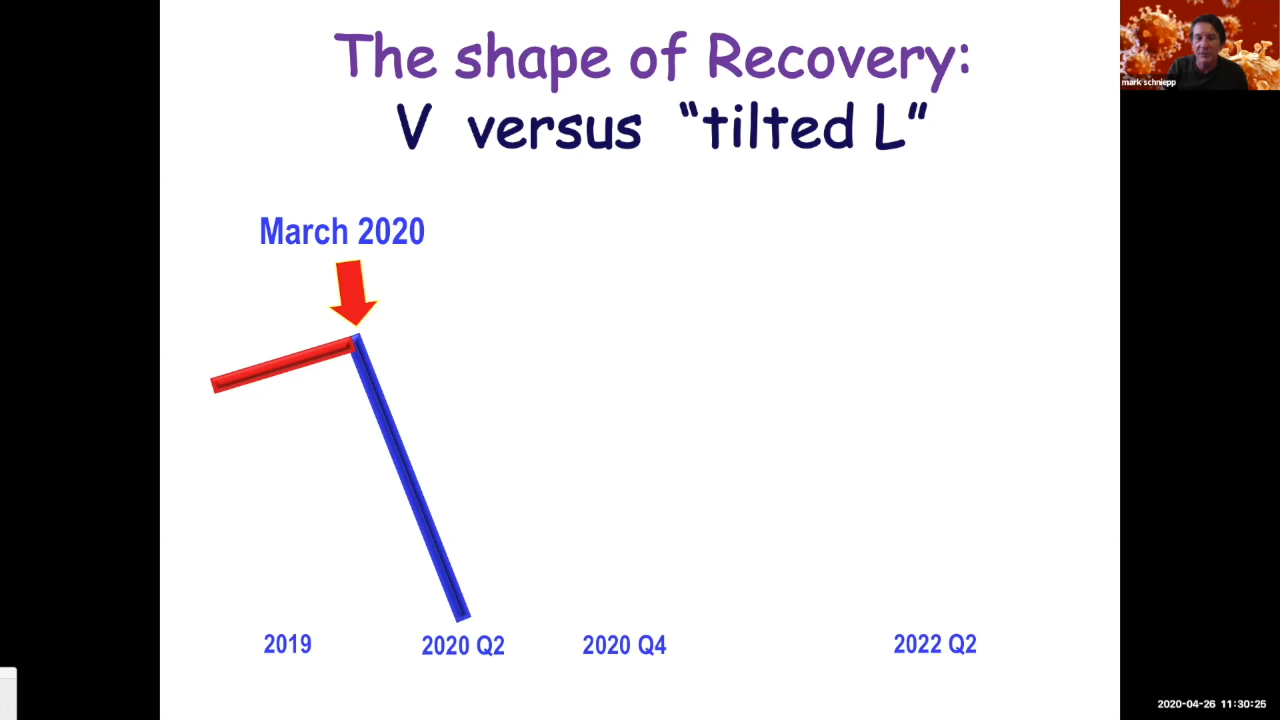 The shape of Recovery:
V versus “tilted L”
mark schniepp
March 2020
2019
2020 Q2
2020 Q4
2022 Q2
2020-04-26 11:30:25